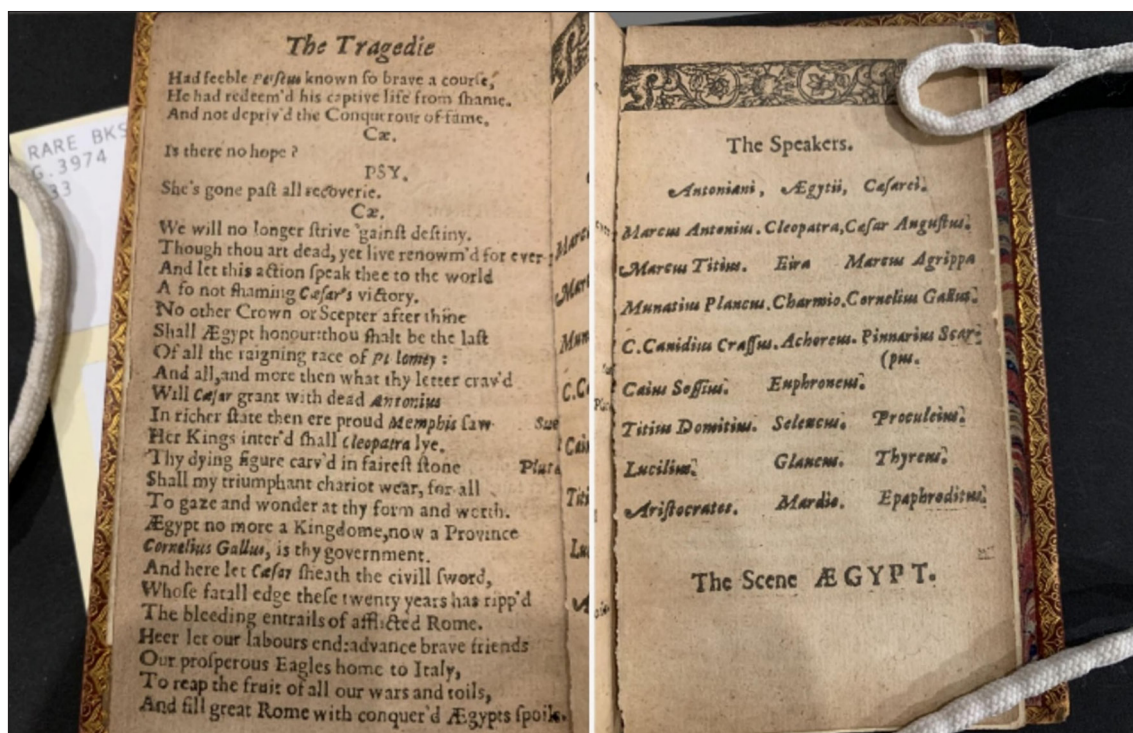 RARE BKS
G.3974
33
The Tragedie
Had feeble Perſeus known ſo brave a courſe,
He had redeem'd his captive life from ſhame.
And not depriv'd the Conquerour of fame.
Cæ.
Is there no hope?
PSY.
She's gone paſt all recoverie.
Cæ.
We will no longer ſtrive 'gainſt deſtiny.
Though thou art dead, yet live renowm'd for ever:
And let this action ſpeak thee to the world
A fo not ſhaming Cæſar's victory.
No other Crown or Scepter after thine
Shall Ægypt honour:thou ſhalt be the laſt
Of all the raigning race of Pt lomey:
And all,and more then what thy letter crav'd
Will Cæſar grant with dead Antonius
In richer ſtate then ere proud Memphis ſaw
Her Kings inter'd ſhall Cleopatra lye.
Thy dying figure carv'd in faireſt ſtone
Shall my triumphant chariot wear, for all
To gaze and wonder at thy form and worth.
Ægypt no more a Kingdome,now a Province
Cornelius Gallus, is thy government.
And here let Cæſar ſheath the civill ſword,
Whoſe fatall edge theſe twenty years has ripp'd
The bleeding entrails of afflicted Rome.
Heer let our labours end:advance brave friends
Our proſperous Eagles home to Italy,
To reap the fruit of all our wars and toils,
And fill great Rome with conquer'd Ægypts ſpoils.
The Speakers.
Antoniani, Ægytii, Cæſarei.
Marcus Antonius. Cleopatra, Cæſar Auguſtus.
Marcus Titius. Eira Marcus Agrippa
Munatius Plancus. Charmio. Cornelius Gallus.
C.Canidius Craſſus. Achoreus. Pinnarius Scar-
(pus.
Caius Soſſius. Euphroneus.
Titius Domitius. Seleucus. Proculeius.
Lucilius. Glaucus. Thyreus.
Ariſtocrates. Mardio. Epaphroditus.
The Scene ÆGYPT.